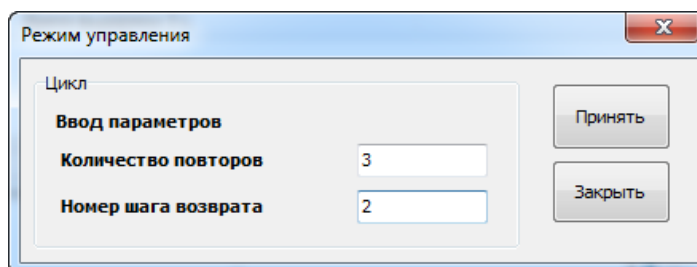 Режим управления
Цикл
Ввод параметров
Количество повторов 3
Номер шага возврата 2
Принять
Закрыть